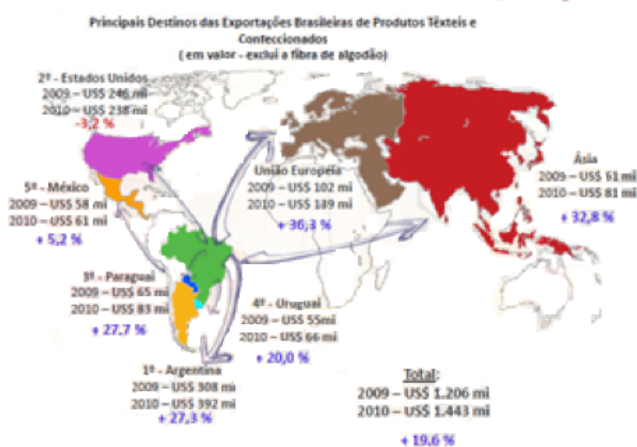 Principais Destinos das Exportações Brasileiras de Produtos Têxteis e
Confeccionados
( em valor - exclui a fibra de algodão)
2º - Estados Unidos
2009 – US$ 246 mi
2010 – US$ 238 mi
-3,2 %
União Européia
2009 – US$ 102 mi
2010 – US$ 189 mi
+ 36,3 %
Ásia
2009 – US$ 61 mi
2010 – US$ 81 mi
+ 32,8 %
5º - México
2009 – US$ 58 mi
2010 – US$ 61 mi
+ 5,2 %
3º - Paraguai
2009 – US$ 65 mi
2010 – US$ 83 mi
+ 27,7 %
4º - Uruguai
2009 – US$ 55mi
2010 – US$ 66 mi
+ 20,0 %
1º - Argentina
2009 – US$ 308 mi
2010 – US$ 392 mi
+ 27,3 %
Total:
2009 – US$ 1.206 mi
2010 – US$ 1.443 mi
+ 19,6 %